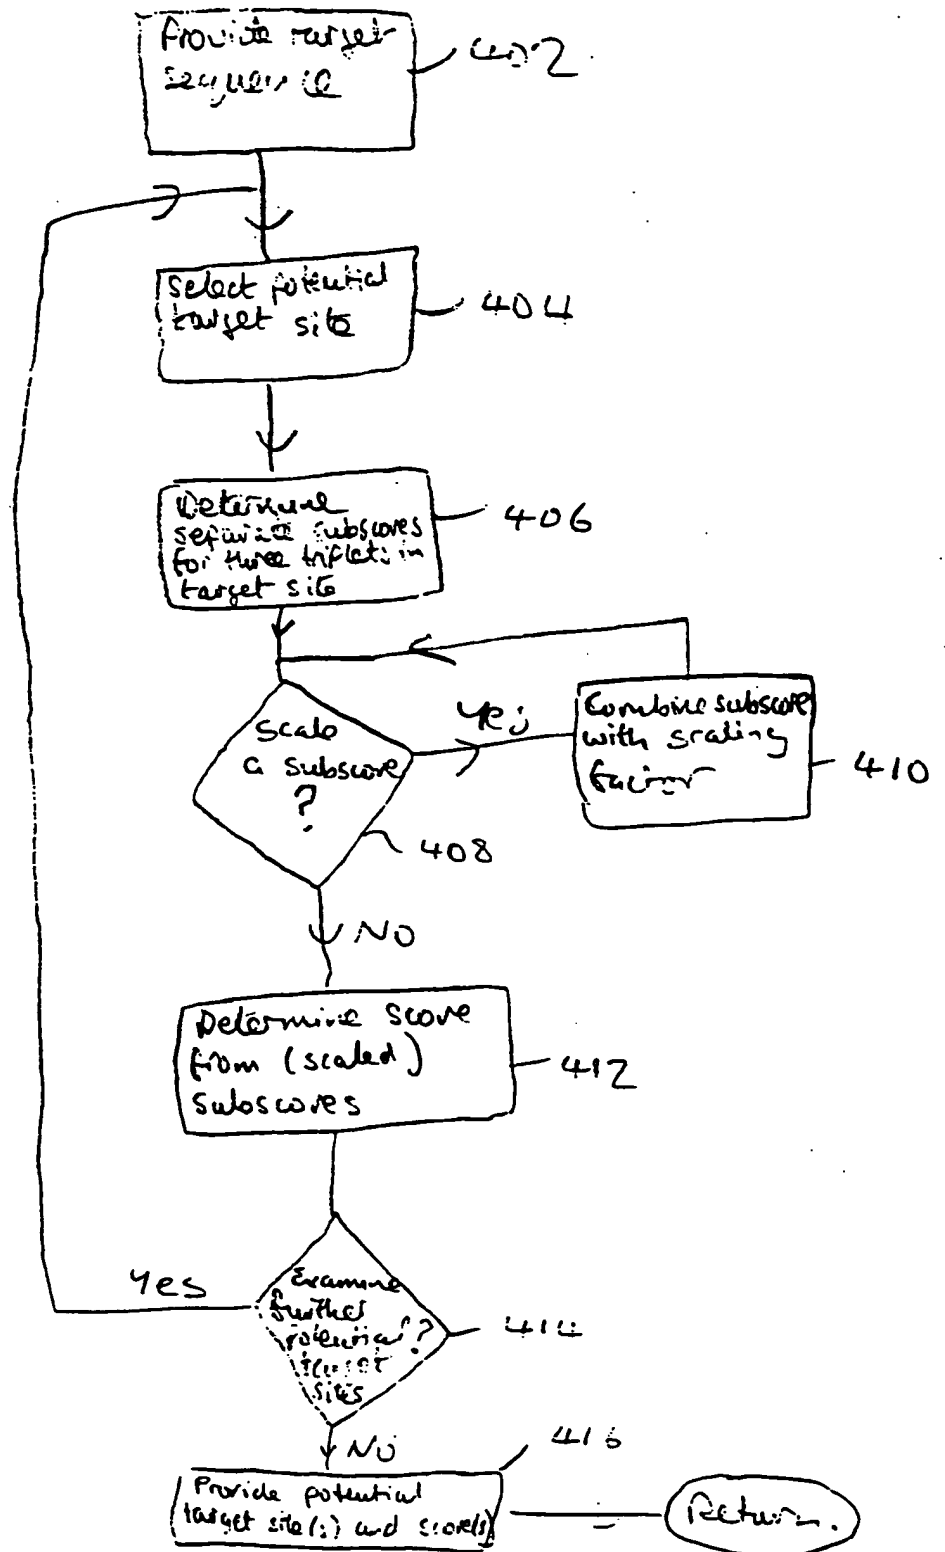 Provide target
sequence
402
Select potential
target site
404
Determine
separate subscores
for three triplets in
target site
406
Scale
a subscore
?
408
Yes
Combine subscore
with scaling
factor
410
No
Determine score
from (scaled)
subscores
412
Examine
further
potential ?
target
sites
414
Yes
No
416
Provide potential
target site(s) and score(s)
Return.